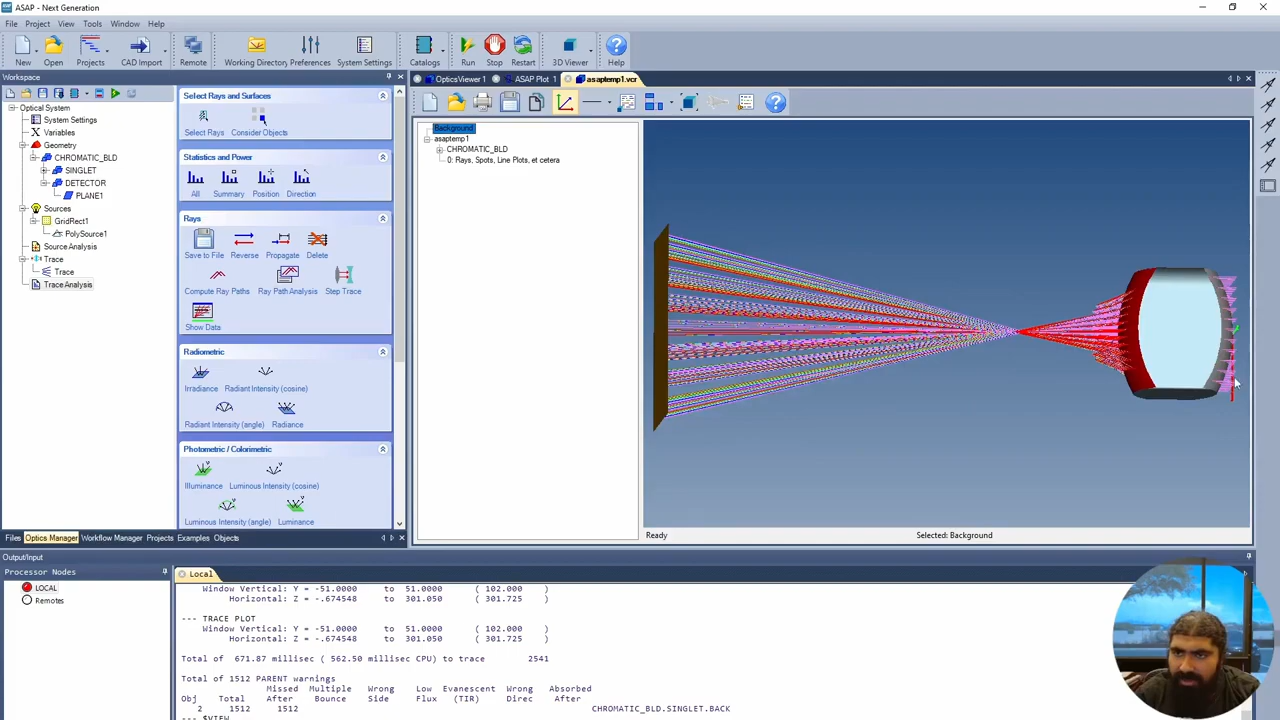 ASAP - Next Generation
File Project View Tools Window Help
New Open Projects CAD Import Remote Working Directory Preferences System Settings Catalogs Run Stop Restart 3D Viewer Help
Workspace
Optical System
System Settings
Variables
Geometry
CHROMATIC_BLD
SINGLET
DETECTOR
PLANE1
Sources
GridRect1
PolySource1
Source Analysis
Trace
Trace
Trace Analysis
Select Rays and Surfaces
Select Rays Consider Objects
Statistics and Power
All Summary Position Direction
Rays
Save to File Reverse Propagate Delete
Compute Ray Paths Ray Path Analysis Step Trace
Show Data
Radiometric
Irradiance Radiant Intensity (cosine)
Radiant Intensity (angle) Radiance
Photometric / Colorimetric
Illuminance Luminous Intensity (cosine)
Luminous Intensity (angle) Luminance
OpticsViewer 1 ASAP Plot 1 asaptemp1.vcr
Background
asaptemp1
CHROMATIC_BLD
0: Rays, Spots, Line Plots, et cetera
Ready Selected: Background
Files Optics Manager Workflow Manager Projects Examples Objects
Output/Input
Processor Nodes
LOCAL
Remotes
Local
Window Vertical: Y = -51.0000 to 51.0000 ( 102.000 )
Horizontal: Z = -.674548 to 301.050 ( 301.725 )
--- TRACE PLOT
Window Vertical: Y = -51.0000 to 51.0000 ( 102.000 )
Horizontal: Z = -.674548 to 301.050 ( 301.725 )
Total of 671.87 millisec ( 562.50 millisec CPU) to trace 2541
Total of 1512 PARENT warnings
Missed Multiple Wrong Low Evanescent Wrong Absorbed
Obj Total After Bounce Side Flux (TIR) Direc After
2 1512 1512 CHROMATIC_BLD.SINGLET.BACK
--- $VIEW